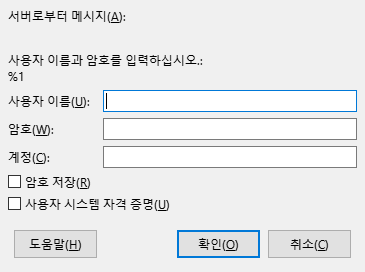 서버로부터 메시지(A):
사용자 이름과 암호를 입력하십시오.:
%1
사용자 이름(U):
암호(W):
계정(C):
암호 저장(R)
사용자 시스템 자격 증명(U)
도움말(H) 확인(O) 취소(C)